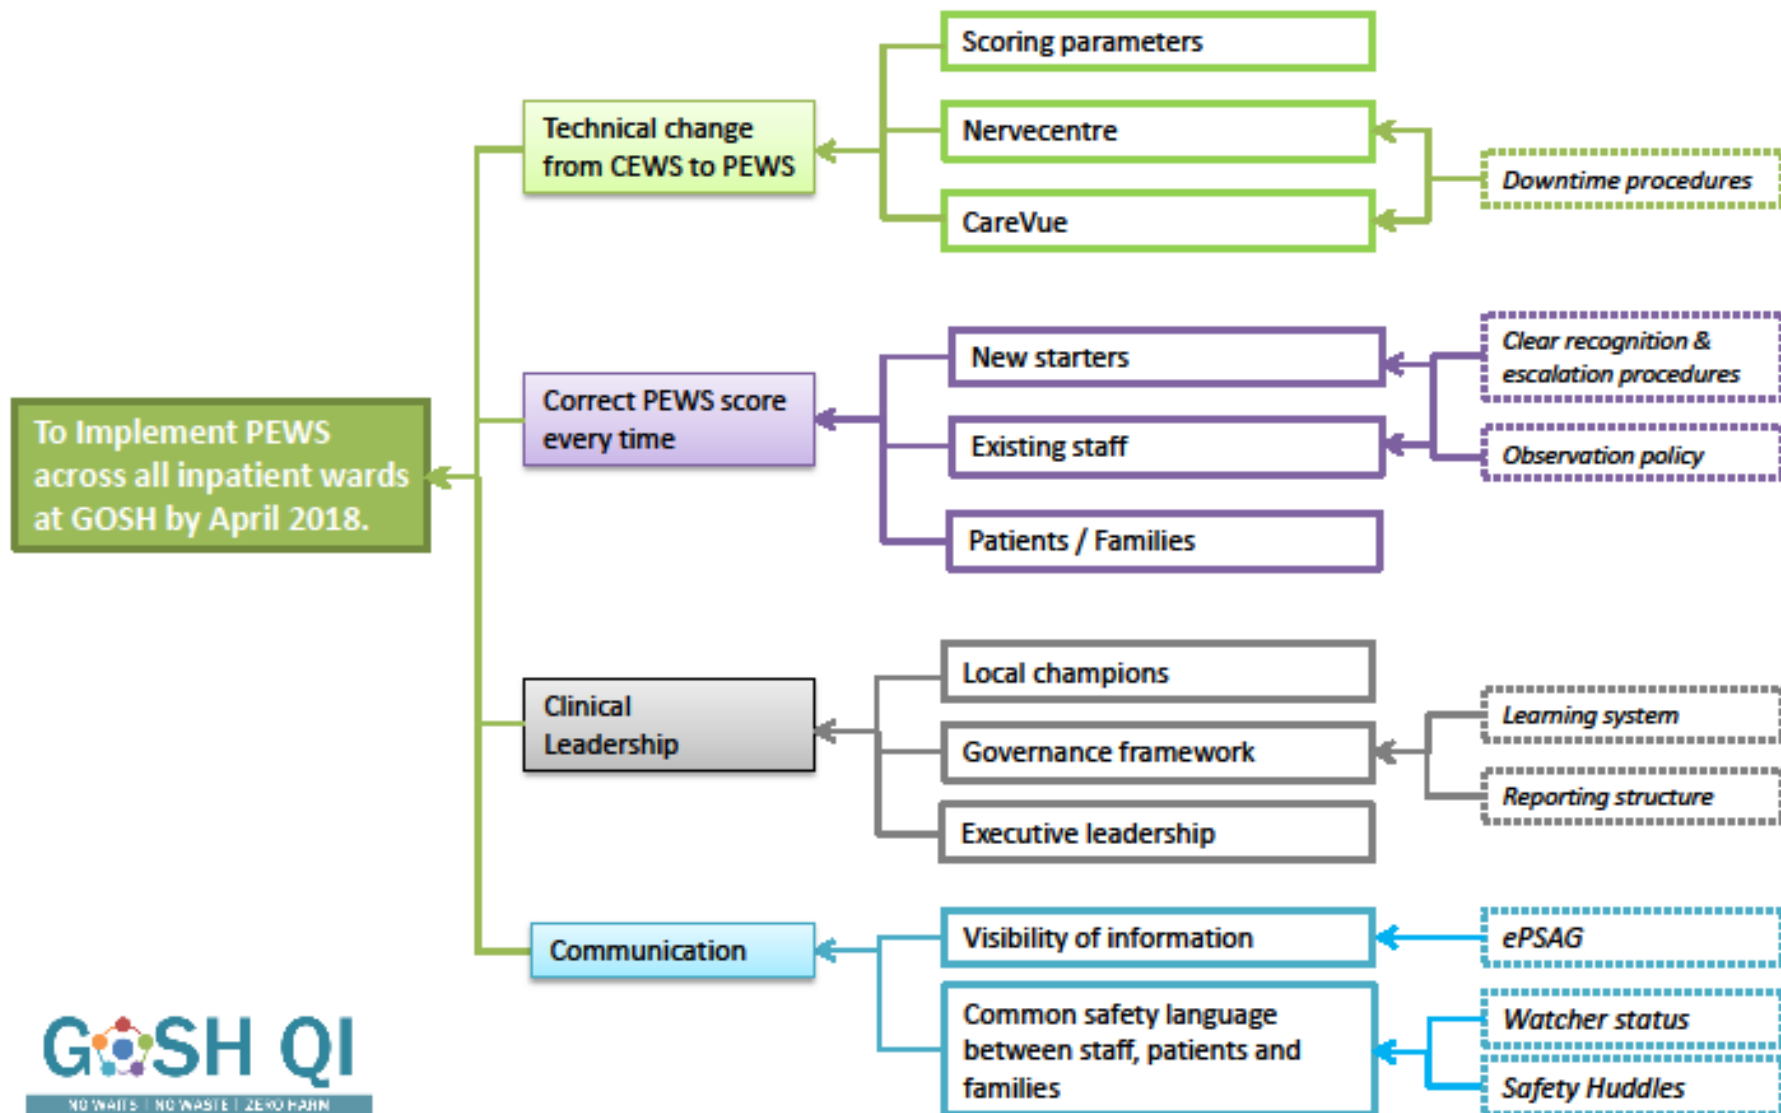 To Implement PEWS
across all inpatient wards
at GOSH by April 2018.
Technical change
from CEWS to PEWS
Scoring parameters
Nervecentre
CareVue
Downtime procedures
Correct PEWS score
every time
New starters
Existing staff
Patients / Families
Clear recognition &
escalation procedures
Observation policy
Clinical
Leadership
Local champions
Governance framework
Executive leadership
Learning system
Reporting structure
Communication
Visibility of information
Common safety language
between staff, patients and
families
ePSAG
Watcher status
Safety Huddles
GOSH QI
NO WAITS | NO WASTE | ZERO HARM